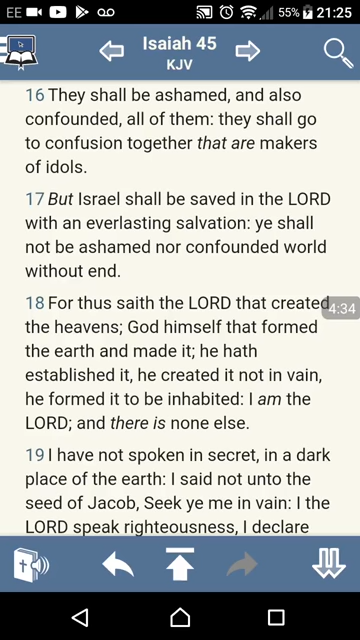 EE 55% 21:25
Isaiah 45
KJV
16 They shall be ashamed, and also
confounded, all of them: they shall go
to confusion together that are makers
of idols.
17 But Israel shall be saved in the LORD
with an everlasting salvation: ye shall
not be ashamed nor confounded world
without end.
18 For thus saith the LORD that created
4:34
the heavens; God himself that formed
the earth and made it; he hath
established it, he created it not in vain,
he formed it to be inhabited: I am the
LORD; and there is none else.
19 I have not spoken in secret, in a dark
place of the earth: I said not unto the
seed of Jacob, Seek ye me in vain: I the
LORD speak righteousness, I declare